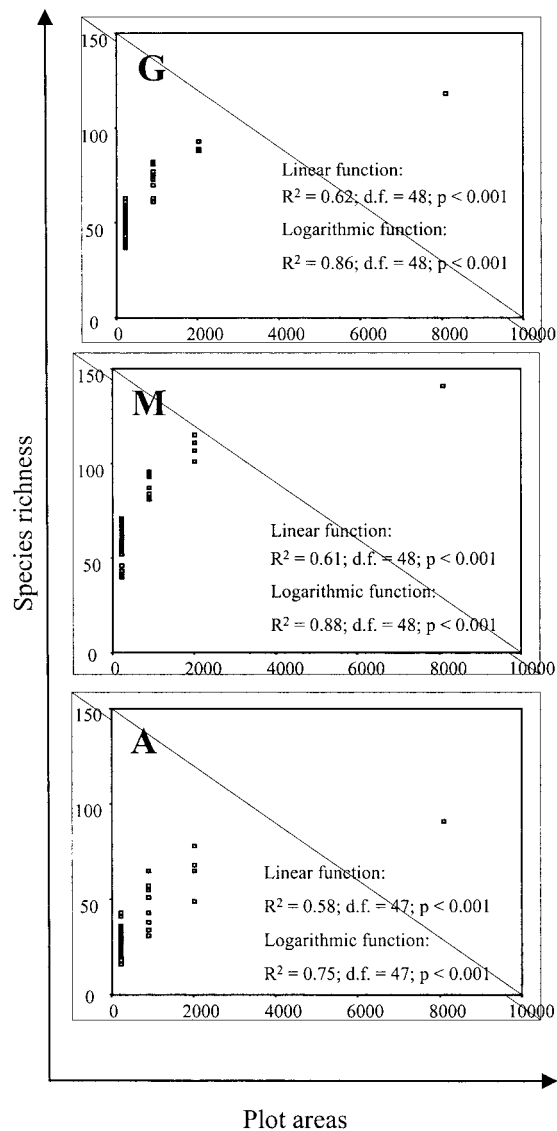 Species richness
150
G
100
50
0
Linear function:
R² = 0.62; d.f. = 48; p < 0.001
Logarithmic function:
R² = 0.86; d.f. = 48; p < 0.001
0 2000 4000 6000 8000 10000
150
M
100
50
0
Linear function:
R² = 0.61; d.f. = 48; p < 0.001
Logarithmic function:
R² = 0.88; d.f. = 48; p < 0.001
0 2000 4000 6000 8000 10000
150
A
100
50
0
Linear function:
R² = 0.58; d.f. = 47; p < 0.001
Logarithmic function:
R² = 0.75; d.f. = 47; p < 0.001
0 2000 4000 6000 8000 10000
Plot areas